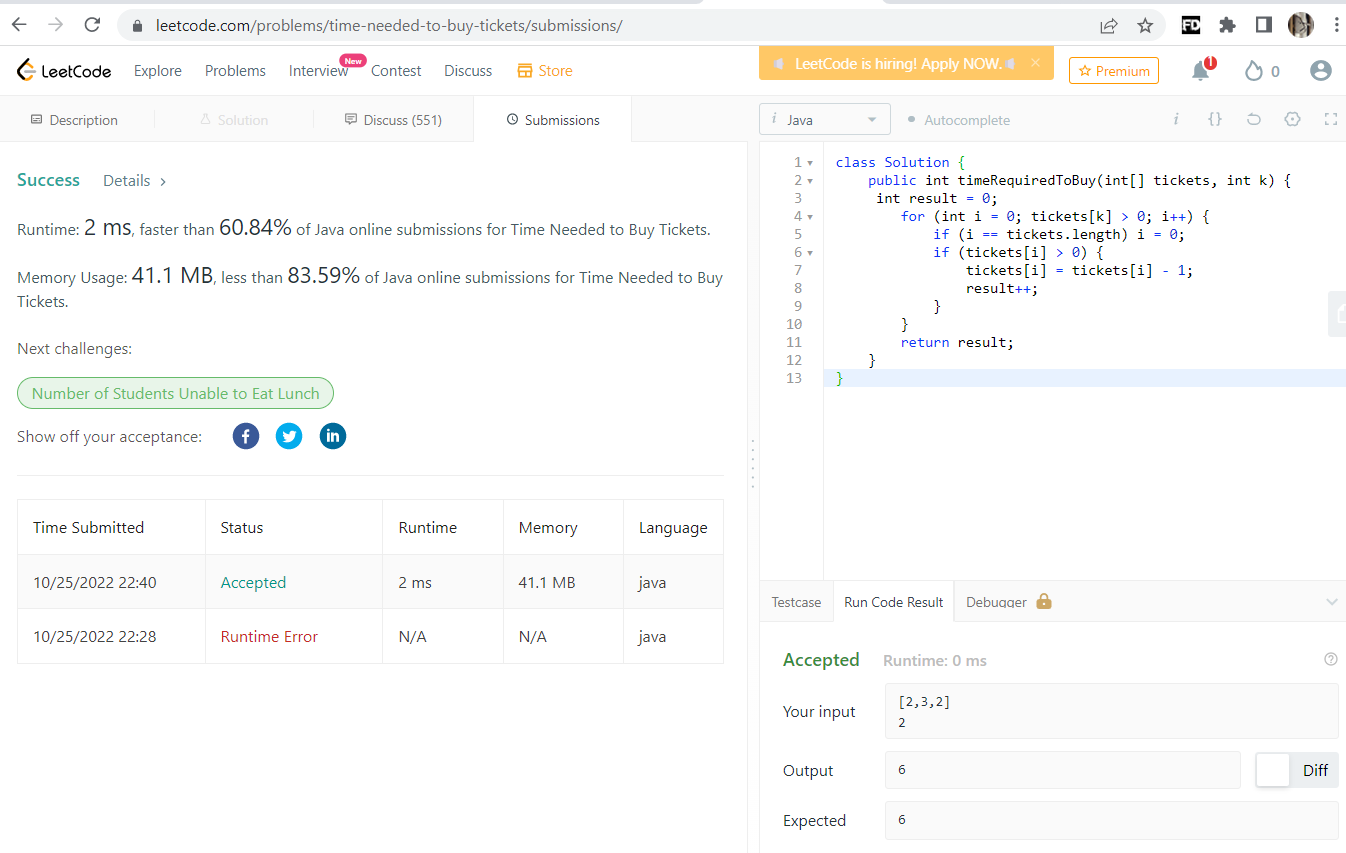 leetcode.com/problems/time-needed-to-buy-tickets/submissions/
FD
LeetCode Explore Problems Interview New Contest Discuss Store
LeetCode is hiring! Apply NOW. ×
Premium 1 0
Description Solution Discuss (551) Submissions
i Java Autocomplete i {}
Success Details
Runtime: 2 ms, faster than 60.84% of Java online submissions for Time Needed to Buy Tickets.
Memory Usage: 41.1 MB, less than 83.59% of Java online submissions for Time Needed to Buy
Tickets.
Next challenges:
Number of Students Unable to Eat Lunch
Show off your acceptance: f in
Time Submitted Status Runtime Memory Language
10/25/2022 22:40 Accepted 2 ms 41.1 MB java
10/25/2022 22:28 Runtime Error N/A N/A java
1 class Solution {
2 public int timeRequiredToBuy(int[] tickets, int k) {
3 int result = 0;
4 for (int i = 0; tickets[k] > 0; i++) {
5 if (i == tickets.length) i = 0;
6 if (tickets[i] > 0) {
7 tickets[i] = tickets[i] - 1;
8 result++;
9 }
10 }
11 return result;
12 }
13 }
Testcase Run Code Result Debugger
Accepted Runtime: 0 ms ?
Your input
[2,3,2]
2
Output 6 Diff
Expected 6